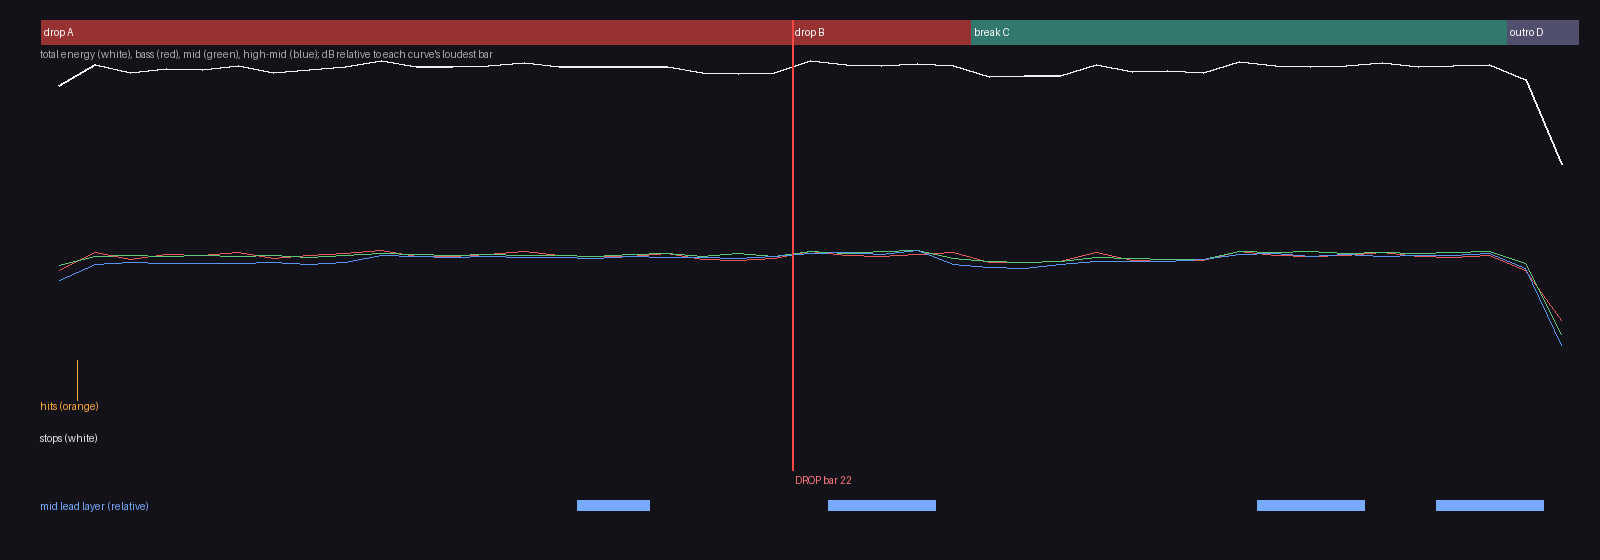 drop A drop B break C outro D
total energy (white), bass (red), mid (green), high-mid (blue); dB relative to each curve's loudest bar
hits (orange)
stops (white)
DROP bar 22
mid lead layer (relative)